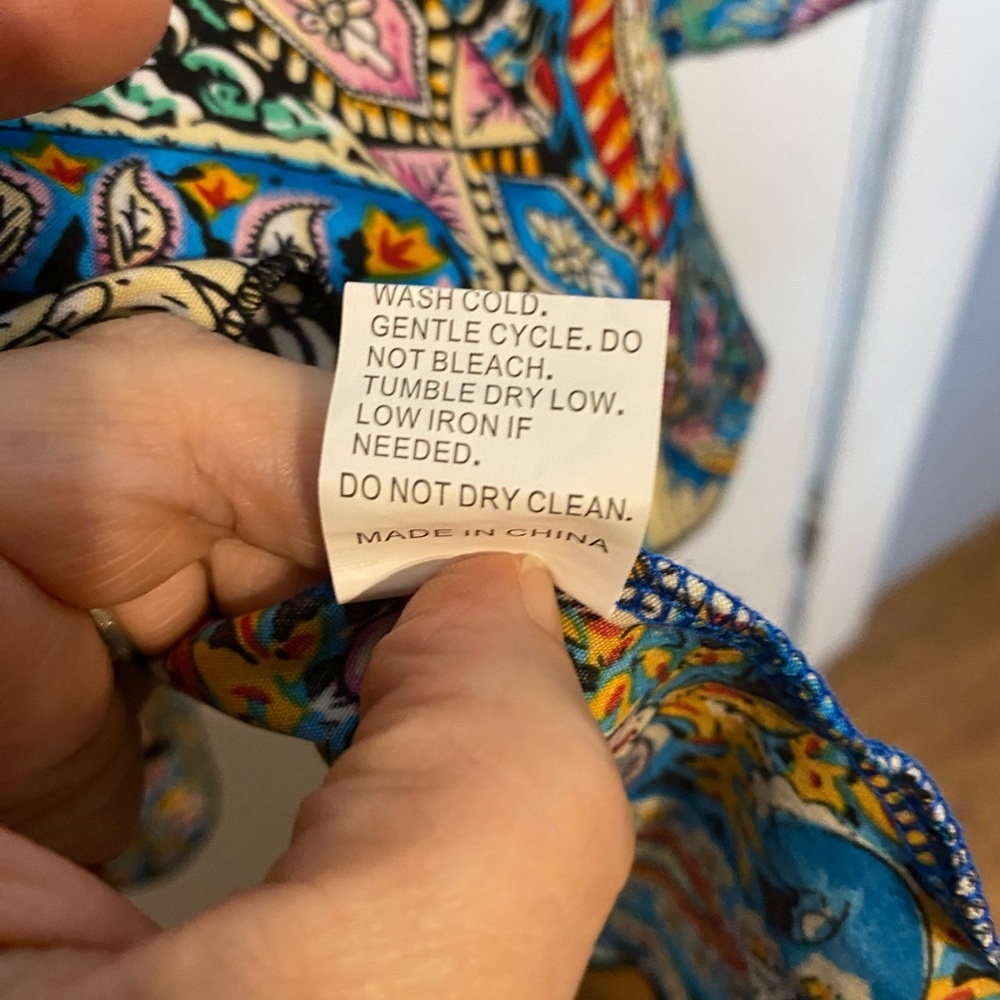 WASH COLD.
GENTLE CYCLE. DO
NOT BLEACH.
TUMBLE DRY LOW.
LOW IRON IF
NEEDED.
DO NOT DRY CLEAN.
MADE IN CHINA